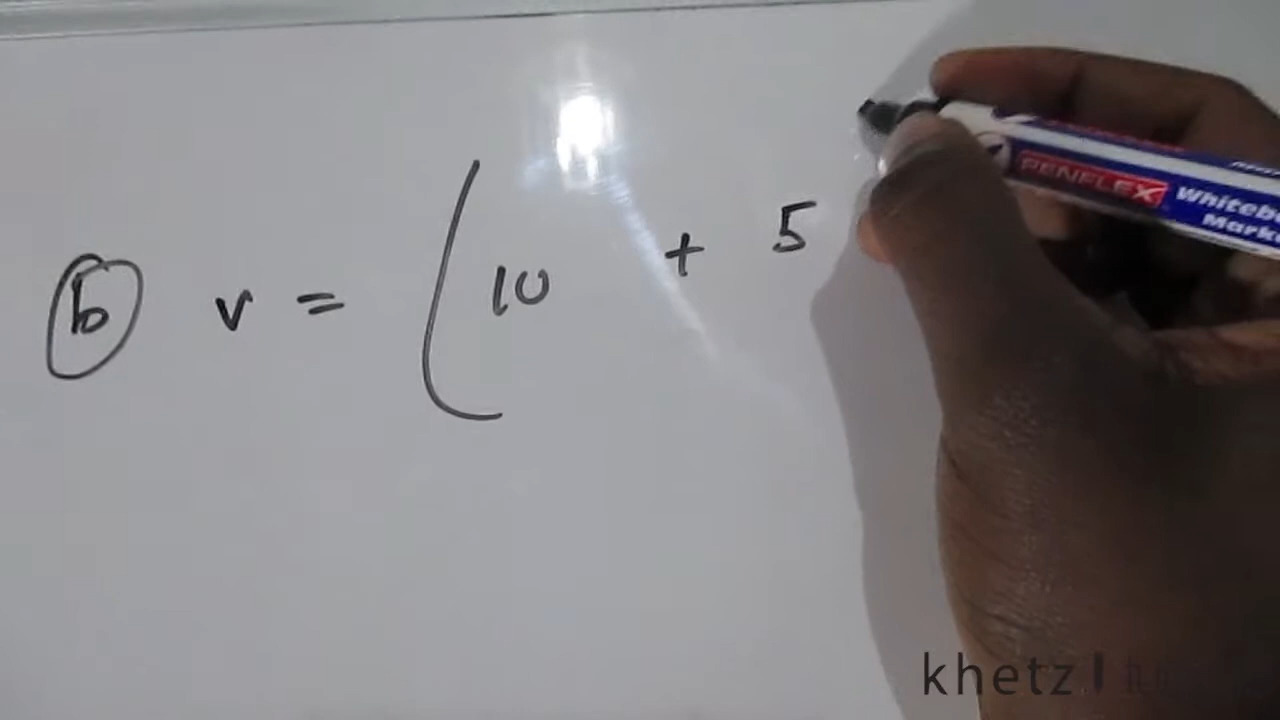 ⓑ v = ( 10 + 5
PENFLEX Whiteb
Mark
khetz